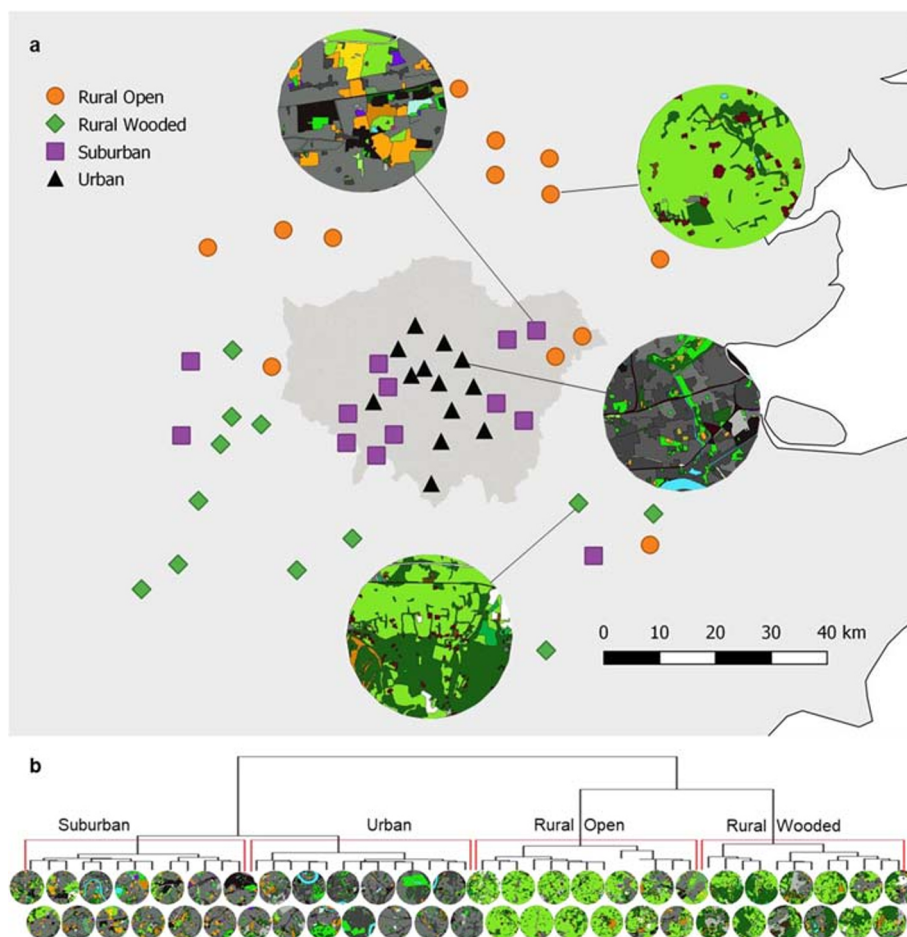 a
Rural Open
Rural Wooded
Suburban
Urban
0 10 20 30 40 km
b
Suburban Urban Rural Open Rural Wooded